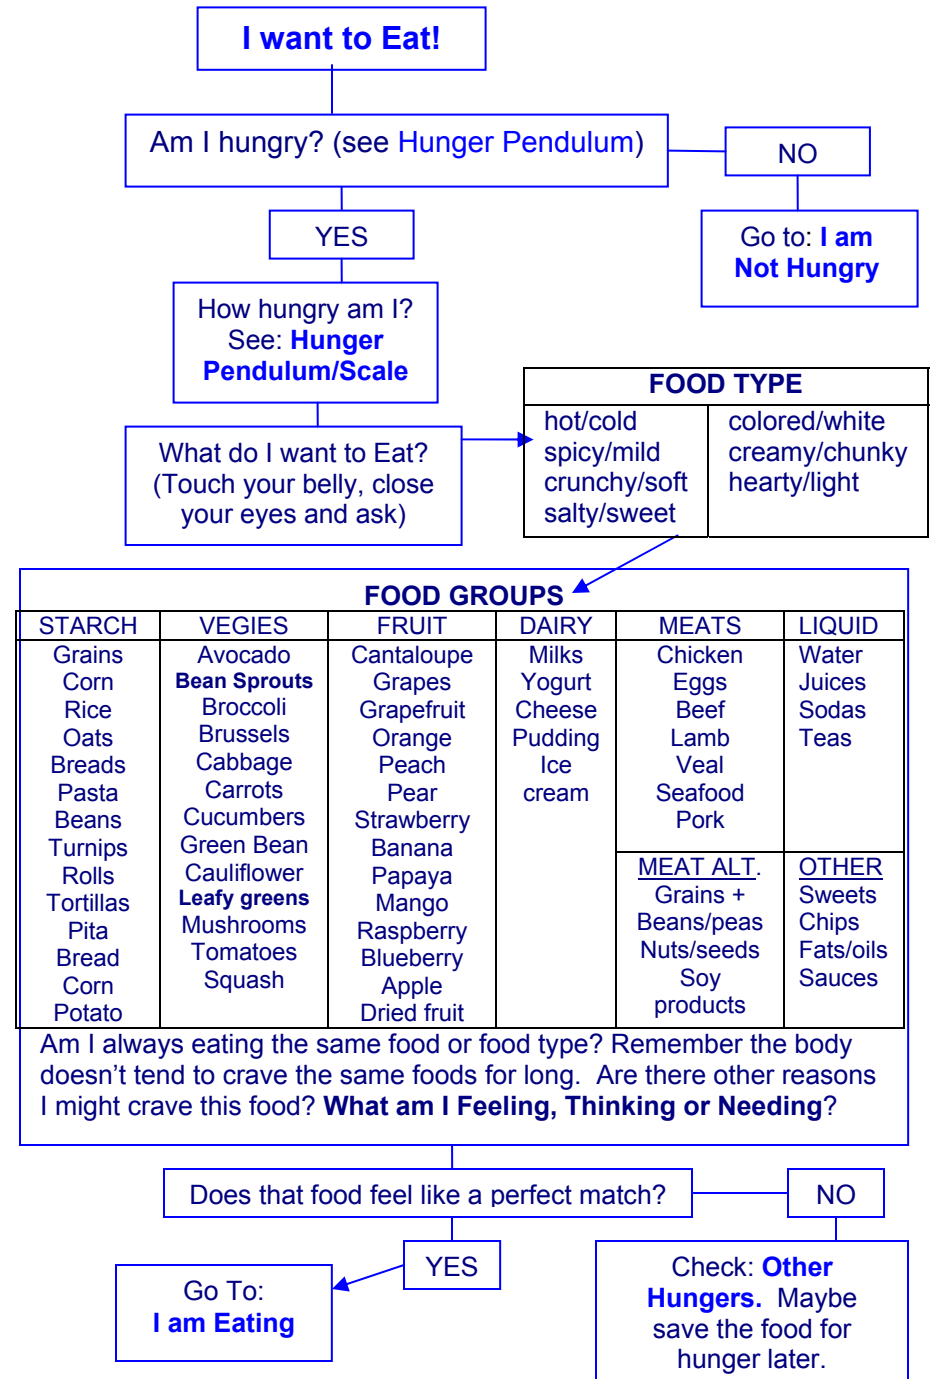 I want to Eat!
Am I hungry? (see Hunger Pendulum)
NO
YES
Go to: I am
Not Hungry
How hungry am I?
See: Hunger
Pendulum/Scale
What do I want to Eat?
(Touch your belly, close
your eyes and ask)
FOOD TYPE
hot/cold
spicy/mild
crunchy/soft
salty/sweet
colored/white
creamy/chunky
hearty/light
FOOD GROUPS
STARCH
Grains
Corn
Rice
Oats
Breads
Pasta
Beans
Turnips
Rolls
Tortillas
Pita
Bread
Corn
Potato
VEGIES
Avocado
Bean Sprouts
Broccoli
Brussels
Cabbage
Carrots
Cucumbers
Green Bean
Cauliflower
Leafy greens
Mushrooms
Tomatoes
Squash
FRUIT
Cantaloupe
Grapes
Grapefruit
Orange
Peach
Pear
Strawberry
Banana
Papaya
Mango
Raspberry
Blueberry
Apple
Dried fruit
DAIRY
Milks
Yogurt
Cheese
Pudding
Ice
cream
MEATS
Chicken
Eggs
Beef
Lamb
Veal
Seafood
Pork
MEAT ALT.
Grains +
Beans/peas
Nuts/seeds
Soy
products
LIQUID
Water
Juices
Sodas
Teas
OTHER
Sweets
Chips
Fats/oils
Sauces
Am I always eating the same food or food type? Remember the body
doesn't tend to crave the same foods for long.  Are there other reasons
I might crave this food? What am I Feeling, Thinking or Needing?
Does that food feel like a perfect match?
NO
YES
Go To:
I am Eating
Check: Other
Hungers.  Maybe
save the food for
hunger later.